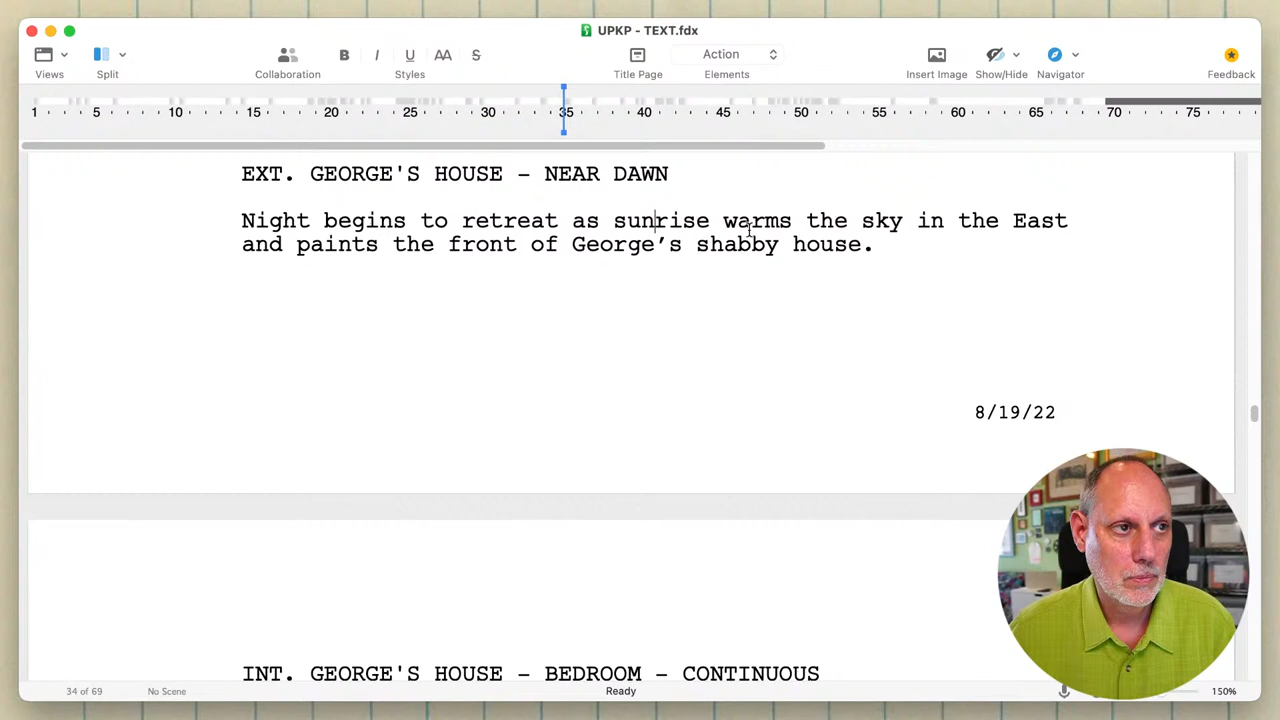 UPKP - TEXT.fdx
Views Split Collaboration B I U AA S Styles Title Page Action Elements Insert Image Show/Hide Navigator Feedback
1 5 10 15 20 25 30 35 40 45 50 55 60 65 70 75
EXT. GEORGE'S HOUSE - NEAR DAWN
Night begins to retreat as sunrise warms the sky in the East
and paints the front of George’s shabby house.
8/19/22
INT. GEORGE'S HOUSE - BEDROOM - CONTINUOUS
34 of 69 No Scene Ready 150%